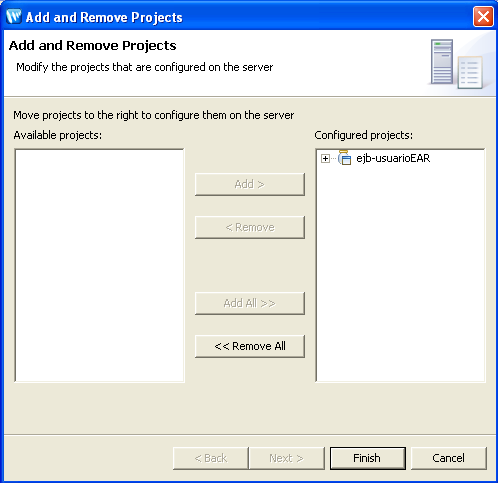 Add and Remove Projects
Add and Remove Projects
Modify the projects that are configured on the server
Move projects to the right to configure them on the server
Available projects:
Configured projects:
ejb-usuarioEAR
Add >
< Remove
Add All >>
<< Remove All
< Back
Next >
Finish
Cancel